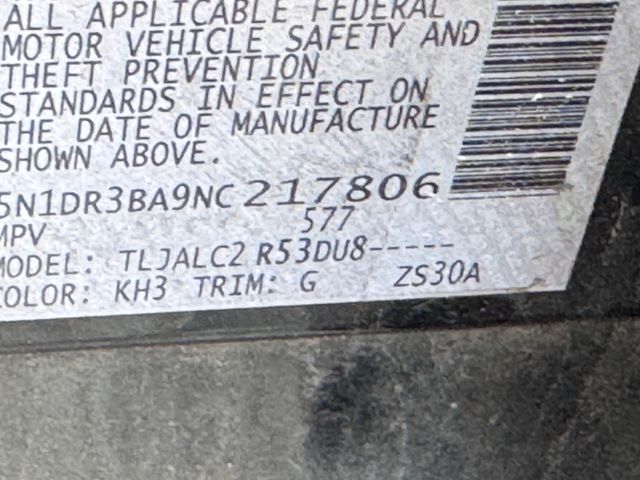 ALL APPLICABLE FEDERAL
MOTOR VEHICLE SAFETY AND
THEFT PREVENTION
STANDARDS IN EFFECT ON
THE DATE OF MANUFACTURE
SHOWN ABOVE.
5N1DR3BA9NC217806
577
MPV
MODEL: TLJALC2 R53DU8-----
COLOR: KH3 TRIM: G ZS30A